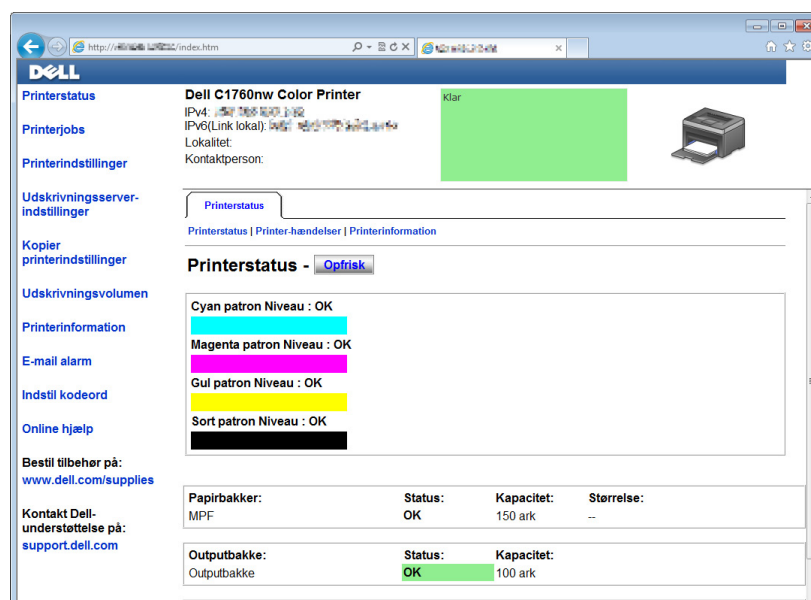 http://
/index.htm
DELL
Printerstatus
Printerjobs
Printerindstillinger
Udskrivningsserver-
indstillinger
Kopier
printerindstillinger
Udskrivningsvolumen
Printerinformation
E-mail alarm
Indstil kodeord
Online hjælp
Bestil tilbehør på:
www.dell.com/supplies
Kontakt Dell-
understøttelse på:
support.dell.com
Dell C1760nw Color Printer
IPv4:
IPv6(Link lokal):
Lokalitet:
Kontaktperson:
Klar
Printerstatus
Printerstatus | Printer-hændelser | Printerinformation
Printerstatus - Opfrisk
Cyan patron Niveau : OK
Magenta patron Niveau : OK
Gul patron Niveau : OK
Sort patron Niveau : OK
Papirbakker: Status: Kapacitet: Størrelse:
MPF OK 150 ark --
Outputbakke: Status: Kapacitet:
Outputbakke OK 100 ark